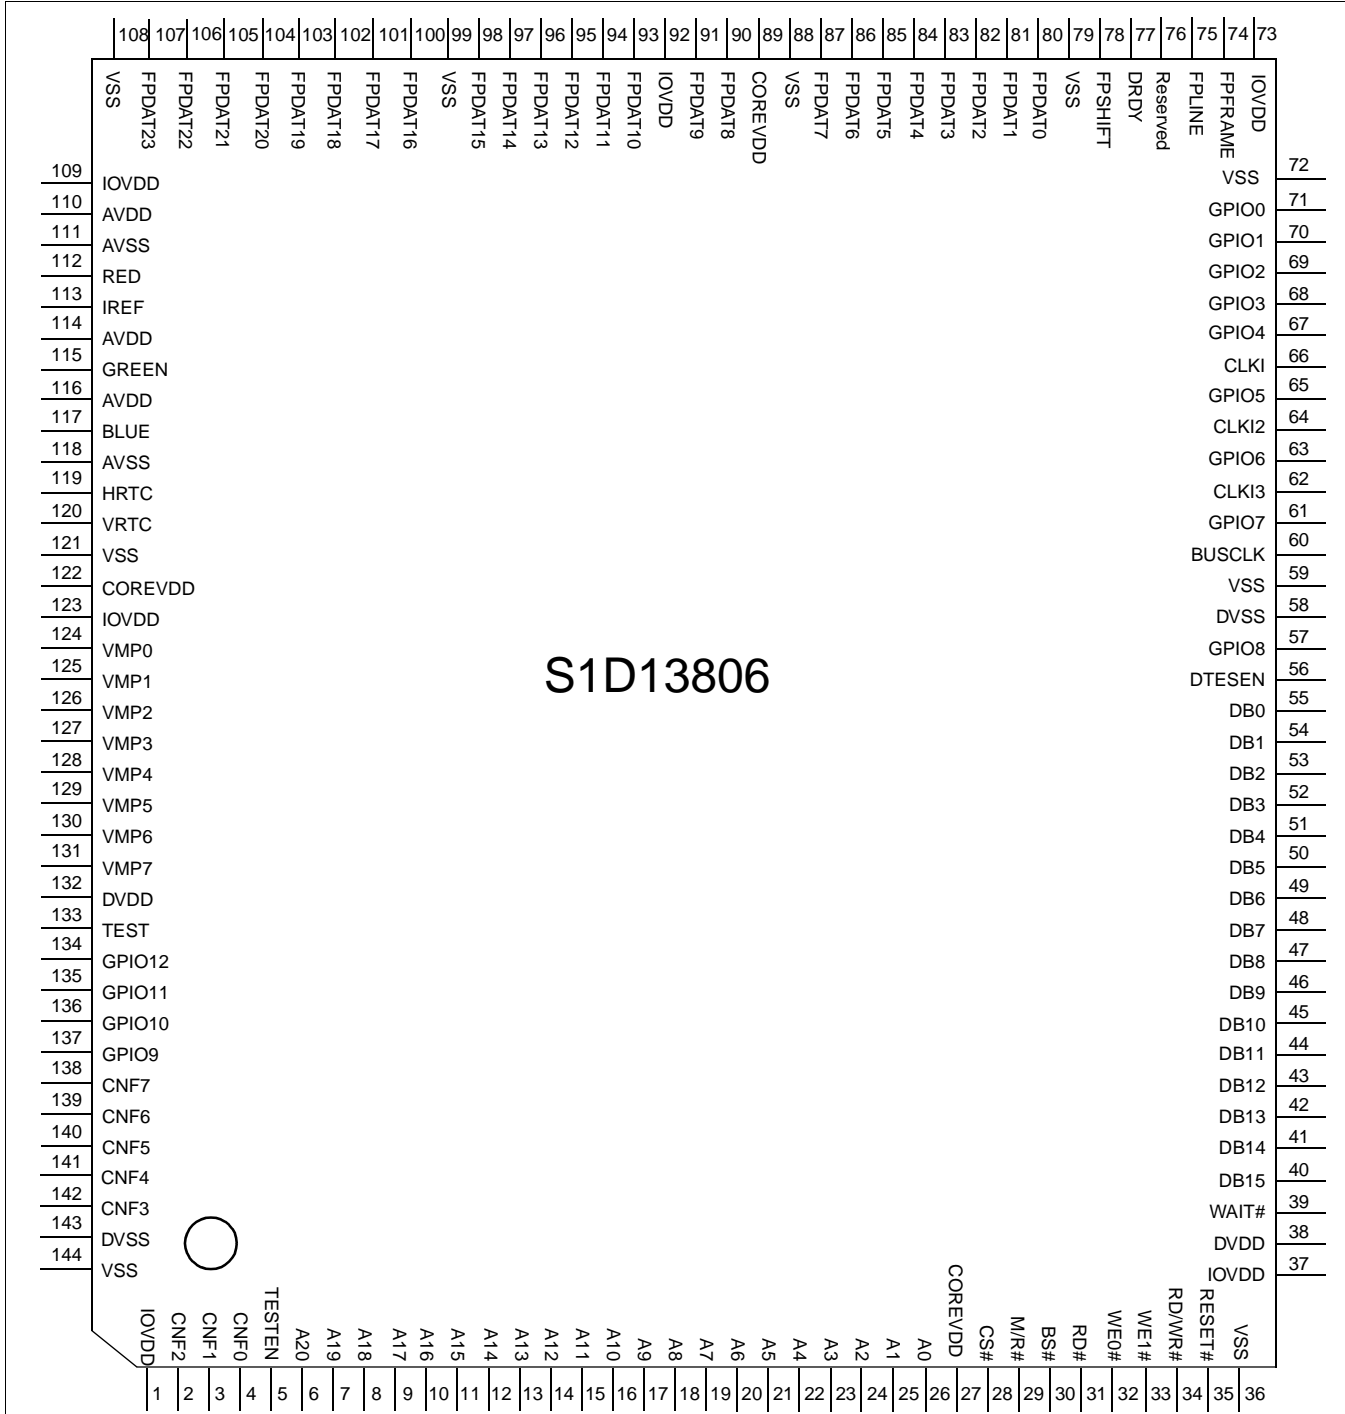 108 107 106 105 104 103 102 101 100 99 98 97 96 95 94 93 92 91 90 89 88 87 86 85 84 83 82 81 80 79 78 77 76 75 74 73
VSS FPDAT23 FPDAT22 FPDAT21 FPDAT20 FPDAT19 FPDAT18 FPDAT17 FPDAT16 VSS FPDAT15 FPDAT14 FPDAT13 FPDAT12 FPDAT11 FPDAT10 IOVDD FPDAT9 FPDAT8 COREVDD VSS FPDAT7 FPDAT6 FPDAT5 FPDAT4 FPDAT3 FPDAT2 FPDAT1 FPDAT0 VSS FPSHIFT DRDY Reserved FPLINE FPFRAME IOVDD
109 IOVDD
110 AVDD
111 AVSS
112 RED
113 IREF
114 AVDD
115 GREEN
116 AVDD
117 BLUE
118 AVSS
119 HRTC
120 VRTC
121 VSS
122 COREVDD
123 IOVDD
124 VMP0
125 VMP1
126 VMP2
127 VMP3
128 VMP4
129 VMP5
130 VMP6
131 VMP7
132 DVDD
133 TEST
134 GPIO12
135 GPIO11
136 GPIO10
137 GPIO9
138 CNF7
139 CNF6
140 CNF5
141 CNF4
142 CNF3
143 DVSS
144 VSS
S1D13806
VSS 72
GPIO0 71
GPIO1 70
GPIO2 69
GPIO3 68
GPIO4 67
CLKI 66
GPIO5 65
CLKI2 64
GPIO6 63
CLKI3 62
GPIO7 61
BUSCLK 60
VSS 59
DVSS 58
GPIO8 57
DTESEN 56
DB0 55
DB1 54
DB2 53
DB3 52
DB4 51
DB5 50
DB6 49
DB7 48
DB8 47
DB9 46
DB10 45
DB11 44
DB12 43
DB13 42
DB14 41
DB15 40
WAIT# 39
DVDD 38
IOVDD 37
IOVDD CNF2 CNF1 CNF0 TESTEN A20 A19 A18 A17 A16 A15 A14 A13 A12 A11 A10 A9 A8 A7 A6 A5 A4 A3 A2 A1 A0 COREVDD CS# M/R# BS# RD# WE0# WE1# RD/WR# RESET# VSS
1 2 3 4 5 6 7 8 9 10 11 12 13 14 15 16 17 18 19 20 21 22 23 24 25 26 27 28 29 30 31 32 33 34 35 36